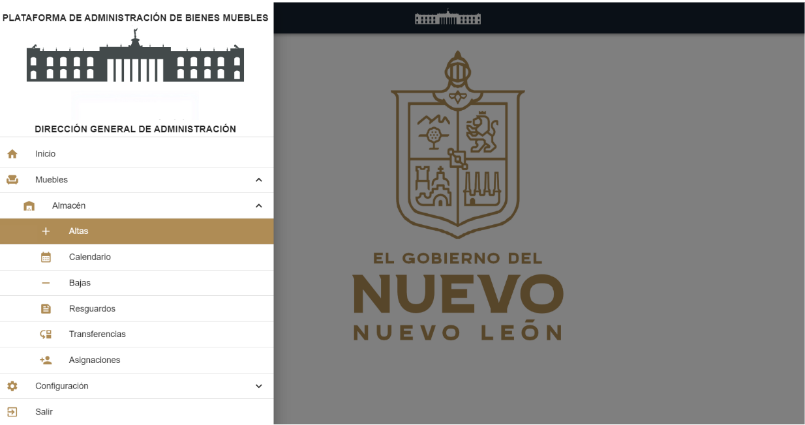 PLATAFORMA DE ADMINISTRACIÓN DE BIENES MUEBLES
DIRECCIÓN GENERAL DE ADMINISTRACIÓN
Inicio
Muebles
Almacén
Altas
Calendario
Bajas
Resguardos
Transferencias
Asignaciones
Configuración
Salir
EL GOBIERNO DEL
NUEVO
NUEVO LEÓN